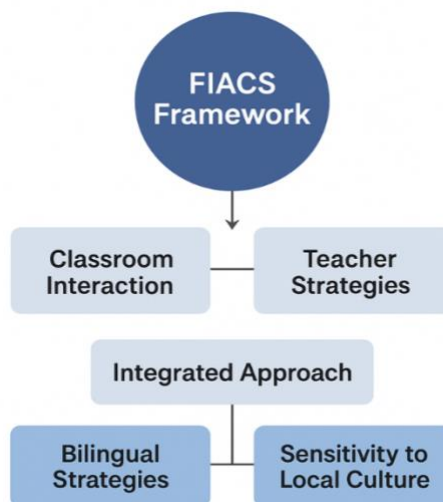 FIACS
Framework
Classroom
Interaction
Teacher
Strategies
Integrated Approach
Bilingual
Strategies
Sensitivity to
Local Culture